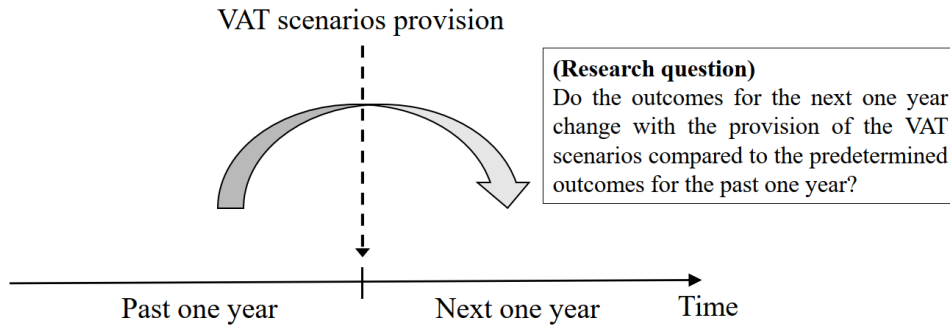 VAT scenarios provision
(Research question)
Do the outcomes for the next one year
change with the provision of the VAT
scenarios compared to the predetermined
outcomes for the past one year?
Past one year
Next one year
Time